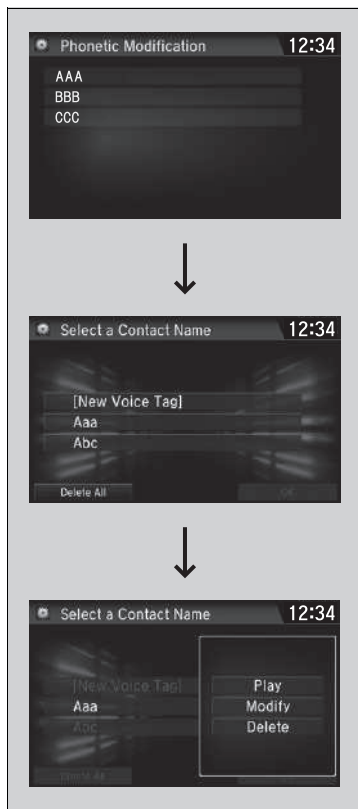 Phonetic Modification 12:34
AAA
BBB
CCC
Select a Contact Name 12:34
[New Voice Tag]
Aaa
Abc
Delete All OK
Select a Contact Name 12:34
[New Voice Tag] Play
Aaa Modify
Abc Delete
Delete All